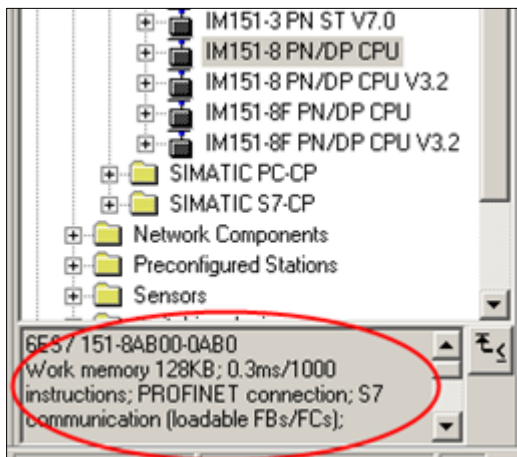 IM151-3 PN ST V7.0
IM151-8 PN/DP CPU
IM151-8 PN/DP CPU V3.2
IM151-8F PN/DP CPU
IM151-8F PN/DP CPU V3.2
SIMATIC PC-CP
SIMATIC S7-CP
Network Components
Preconfigured Stations
Sensors
6ES7 151-8AB00-0AB0
Work memory 128KB; 0.3ms/1000
instructions; PROFINET connection; S7
communication (loadable FBs/FCs);